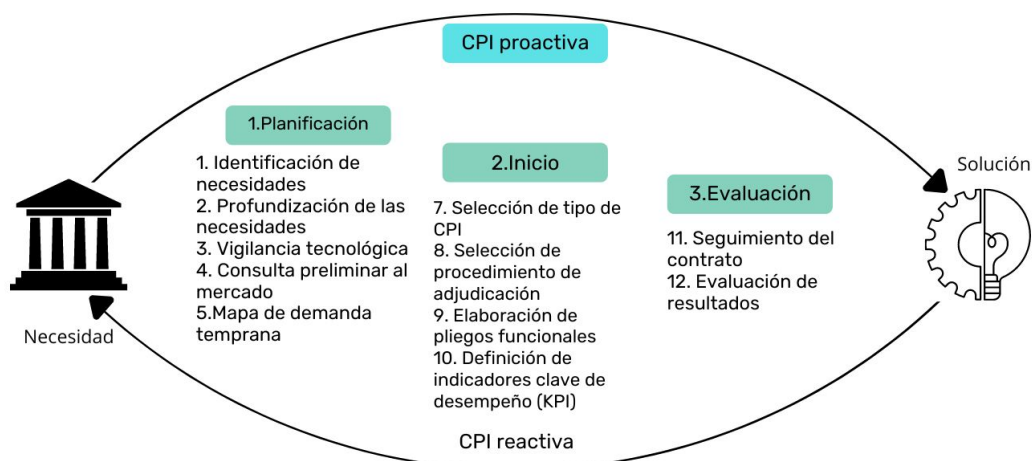 CPI proactiva
1.Planificación
1. Identificación de
necesidades
2. Profundización de las
necesidades
3. Vigilancia tecnológica
4. Consulta preliminar al
mercado
5.Mapa de demanda
temprana
2.Inicio
7. Selección de tipo de
CPI
8. Selección de
procedimiento de
adjudicación
9. Elaboración de
pliegos funcionales
10. Definición de
indicadores clave de
desempeño (KPI)
3.Evaluación
11. Seguimiento del
contrato
12. Evaluación de
resultados
Solución
Necesidad
CPI reactiva